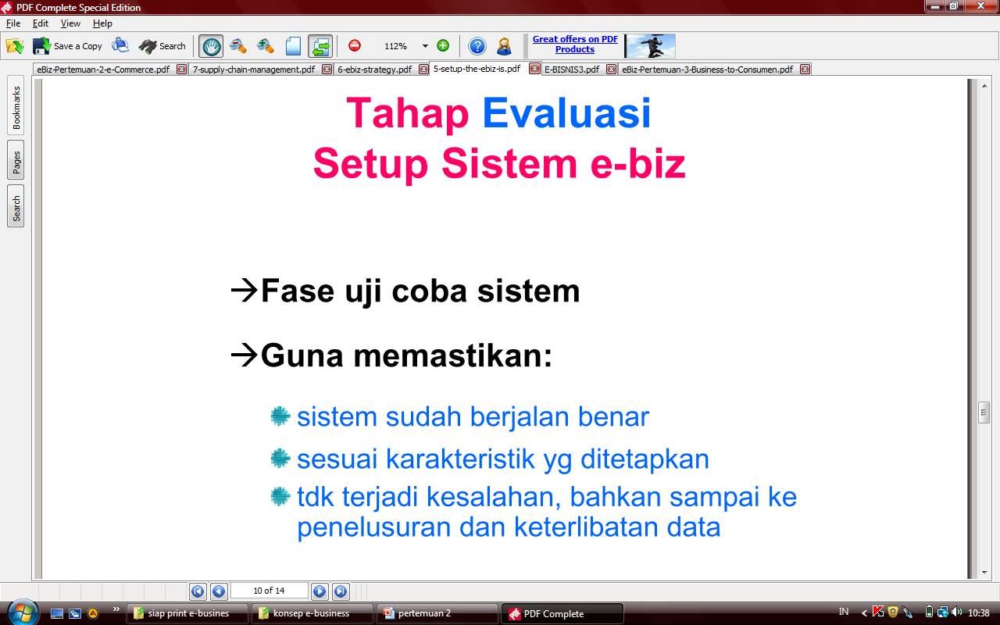 PDF Complete Special Edition
File Edit View Help
Save a Copy Search 112% Great offers on PDF
Products
eBiz-Pertemuan-2-e-Commerce.pdf 7-supply-chain-management.pdf 6-ebiz-strategy.pdf 5-setup-the-ebiz-is.pdf E-BISNIS3.pdf eBiz-Pertemuan-3-Business-to-Consumen.pdf
Bookmarks
Pages
Search
Tahap Evaluasi
Setup Sistem e-biz
→Fase uji coba sistem
→Guna memastikan:
sistem sudah berjalan benar
sesuai karakteristik yg ditetapkan
tdk terjadi kesalahan, bahkan sampai ke
penelusuran dan keterlibatan data
10 of 14
siap print e-busines konsep e-business pertemuan 2 PDF Complete IN 10:38